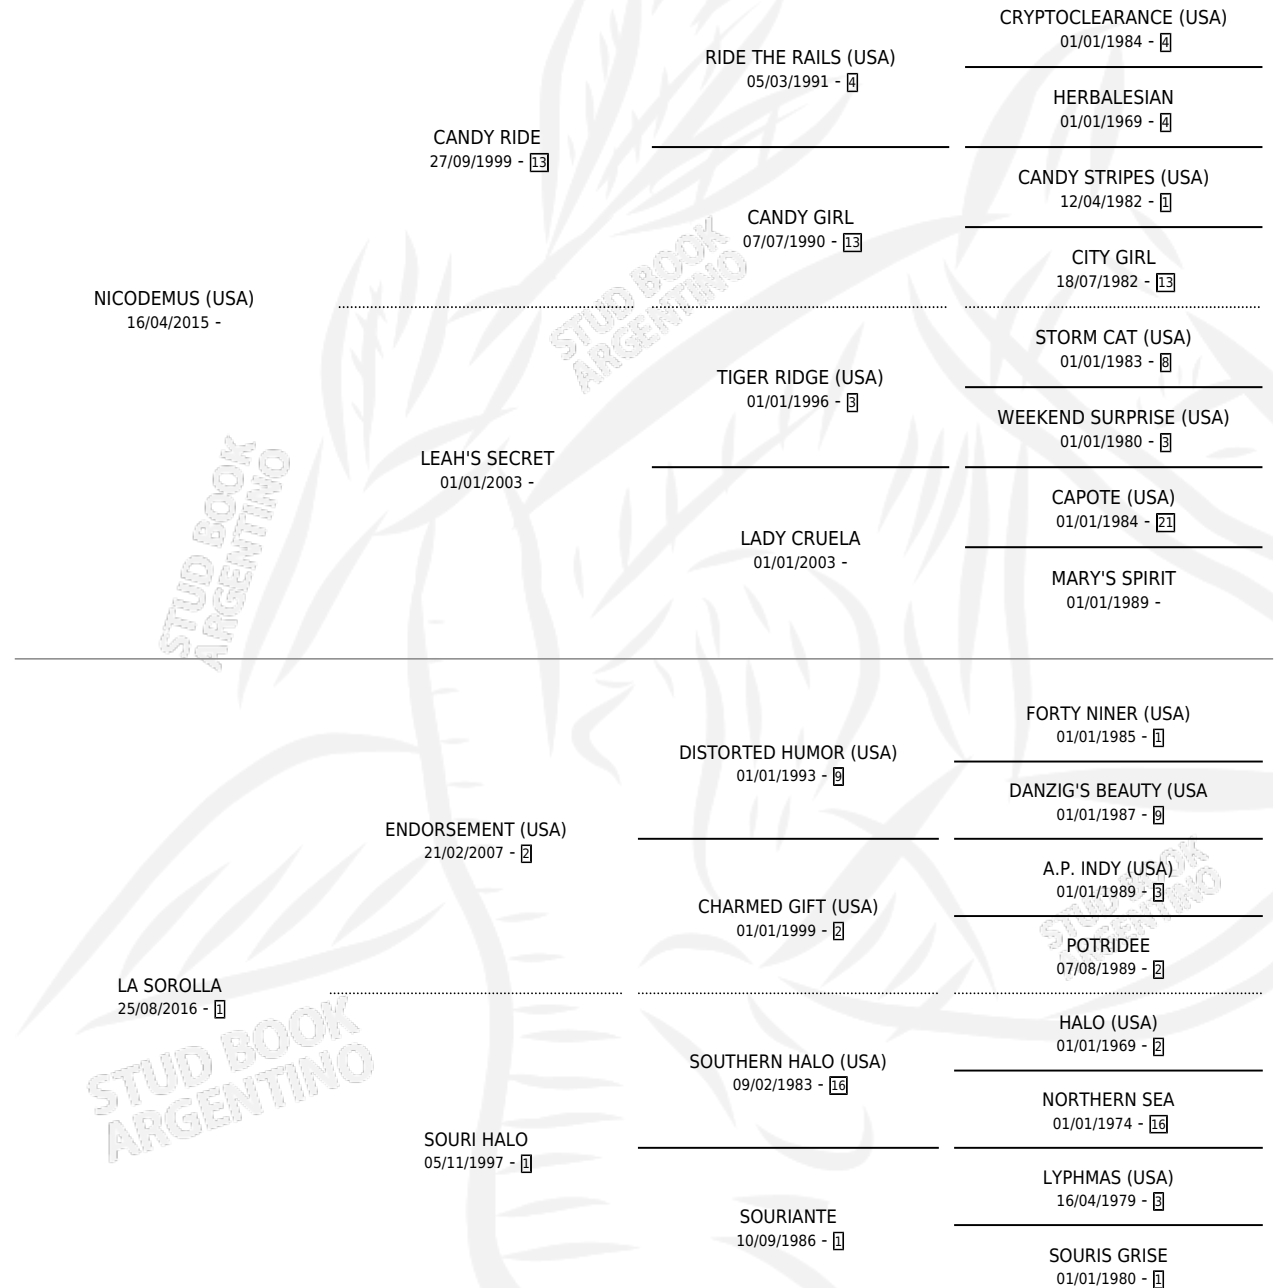 CRYPTOCLEARANCE (USA)
01/01/1984 - 4
RIDE THE RAILS (USA)
05/03/1991 - 4
HERBALESIAN
01/01/1969 - 4
CANDY RIDE
27/09/1999 - 13
CANDY STRIPES (USA)
12/04/1982 - 1
CANDY GIRL
07/07/1990 - 13
CITY GIRL
18/07/1982 - 13
NICODEMUS (USA)
16/04/2015 -
STORM CAT (USA)
01/01/1983 - 8
TIGER RIDGE (USA)
01/01/1996 - 3
WEEKEND SURPRISE (USA)
01/01/1980 - 3
LEAH'S SECRET
01/01/2003 -
CAPOTE (USA)
01/01/1984 - 21
LADY CRUELA
01/01/2003 -
MARY'S SPIRIT
01/01/1989 -
FORTY NINER (USA)
01/01/1985 - 1
DISTORTED HUMOR (USA)
01/01/1993 - 9
DANZIG'S BEAUTY (USA
01/01/1987 - 9
ENDORSEMENT (USA)
21/02/2007 - 2
A.P. INDY (USA)
01/01/1989 - 3
CHARMED GIFT (USA)
01/01/1999 - 2
POTRIDEE
07/08/1989 - 2
LA SOROLLA
25/08/2016 - 1
HALO (USA)
01/01/1969 - 2
SOUTHERN HALO (USA)
09/02/1983 - 16
NORTHERN SEA
01/01/1974 - 16
SOURI HALO
05/11/1997 - 1
LYPHMAS (USA)
16/04/1979 - 3
SOURIANTE
10/09/1986 - 1
SOURIS GRISE
01/01/1980 - 1
STUD BOOK
ARGENTINO
STUD BOOK
ARGENTINO
STUD BOOK
ARGENTINO
STUD BOOK
ARGENTINO